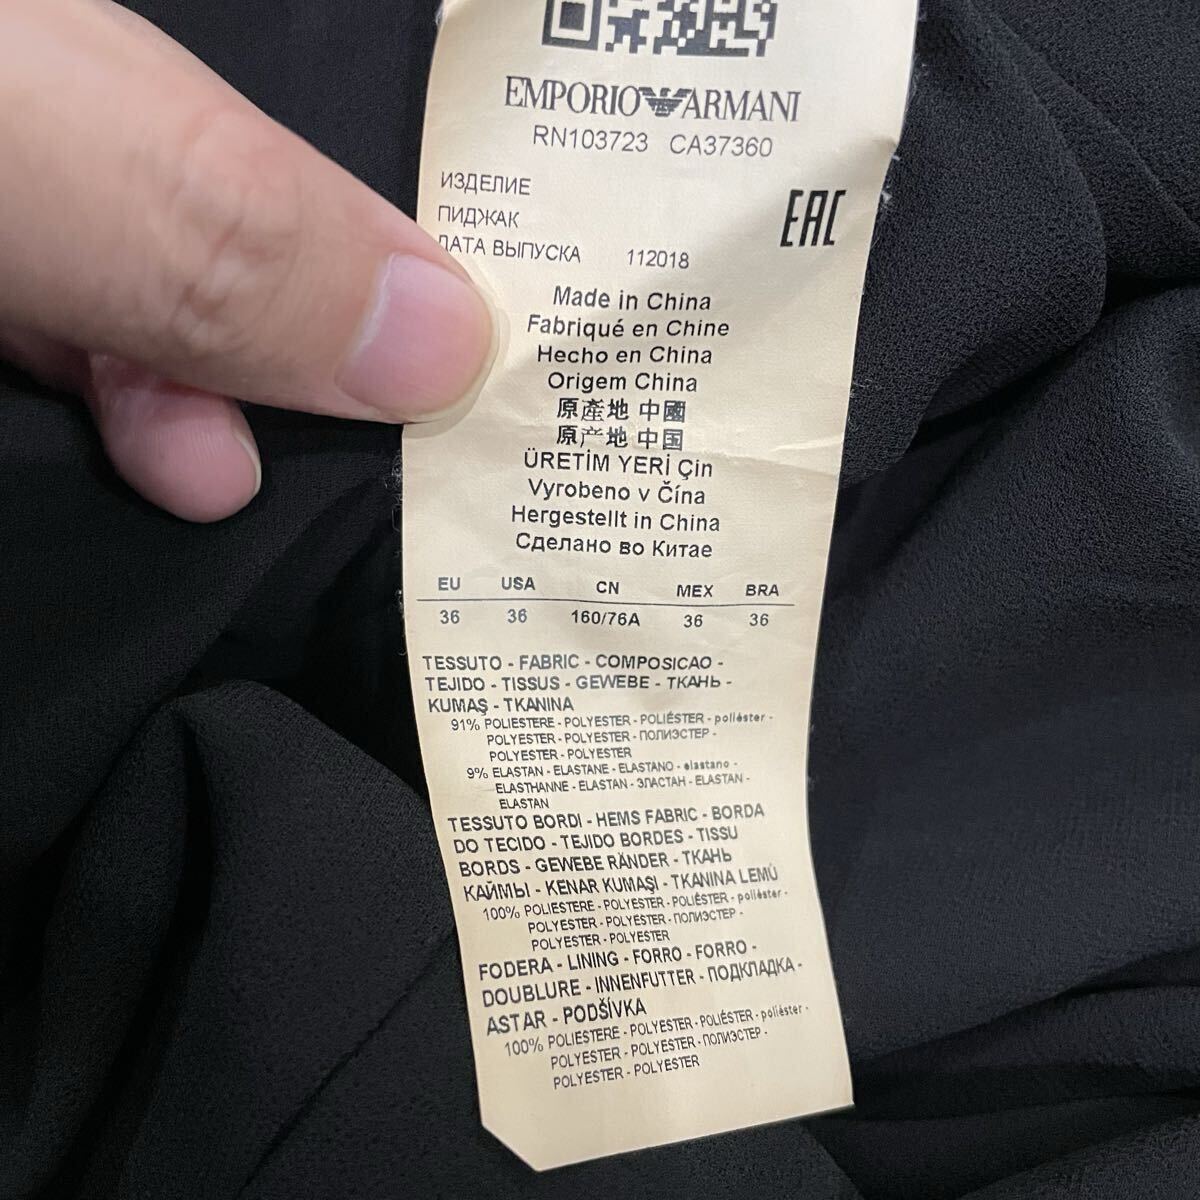 EMPORIO ARMANI
RN103723 CA37360
ИЗДЕЛИЕ
ПИДЖАК
EAC
ДАТА ВЫПУСКА 112018
Made in China
Fabriqué en Chine
Hecho en China
Origem China
原產地 中國
原产地 中国
ÜRETİM YERİ Çin
Vyrobeno v Čína
Hergestellt in China
Сделано во Китае
EU USA CN MEX BRA
36 36 160/76A 36 36
TESSUTO - FABRIC - COMPOSICAO -
TEJIDO - TISSUS - GEWEBE - ТКАНЬ -
KUMAŞ - TKANINA
91% POLIESTERE - POLYESTER - POLIÉSTER - poliéster -
POLYESTER - POLYESTER - ПОЛИЭСТЕР -
POLYESTER - POLYESTER
9% ELASTAN - ELASTANE - ELASTANO - elastano -
ELASTHANNE - ELASTAN - ЭЛАСТАН - ELASTAN -
ELASTAN
TESSUTO BORDI - HEMS FABRIC - BORDA
DO TECIDO - TEJIDO BORDES - TISSU
BORDS - GEWEBE RÄNDER - ТКАНЬ
КАЙМЫ - KENAR KUMAŞI - TKANINA LEMŮ
100% POLIESTERE - POLYESTER - POLIÉSTER - poliéster -
POLYESTER - POLYESTER - ПОЛИЭСТЕР -
POLYESTER - POLYESTER
FODERA - LINING - FORRO - FORRO -
DOUBLURE - INNENFUTTER - ПОДКЛАДКА -
ASTAR - PODŠÍVKA
100% POLIESTERE - POLYESTER - POLIÉSTER - poliéster -
POLYESTER - POLYESTER - ПОЛИЭСТЕР -
POLYESTER - POLYESTER